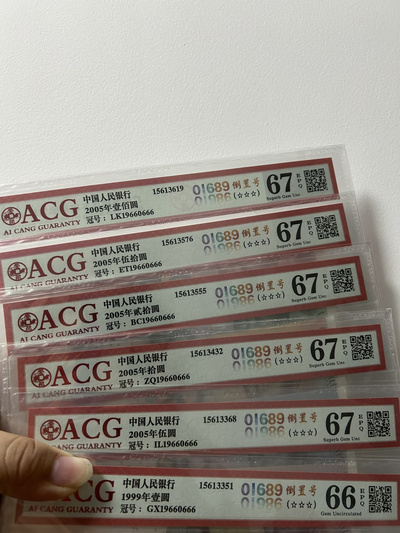 ACG
AI CANG GUARANTY
中国人民银行
2005年壹佰圆
冠号：LK19660666
15613619
01689
01986
倒置号
(☆☆☆)
67
EPQ
Superb Gem Unc
ACG
AI CANG GUARANTY
中国人民银行
2005年伍拾圆
冠号：ET19660666
15613576
01689
01986
倒置号
(☆☆☆)
67
EPQ
Superb Gem Unc
ACG
AI CANG GUARANTY
中国人民银行
2005年贰拾圆
冠号：BC19660666
15613555
01689
01986
倒置号
(☆☆☆)
67
EPQ
Superb Gem Unc
ACG
AI CANG GUARANTY
中国人民银行
2005年拾圆
冠号：ZQ19660666
15613432
01689
01986
倒置号
(☆☆☆)
67
EPQ
Superb Gem Unc
ACG
AI CANG GUARANTY
中国人民银行
2005年伍圆
冠号：IL19660666
15613368
01689
01986
倒置号
(☆☆☆)
67
EPQ
Superb Gem Unc
ACG
GUARANTY
中国人民银行
1999年壹圆
冠号：GX19660666
15613351
01689
01986
倒置号
(☆☆☆)
66
EPQ
Gem Uncirculated